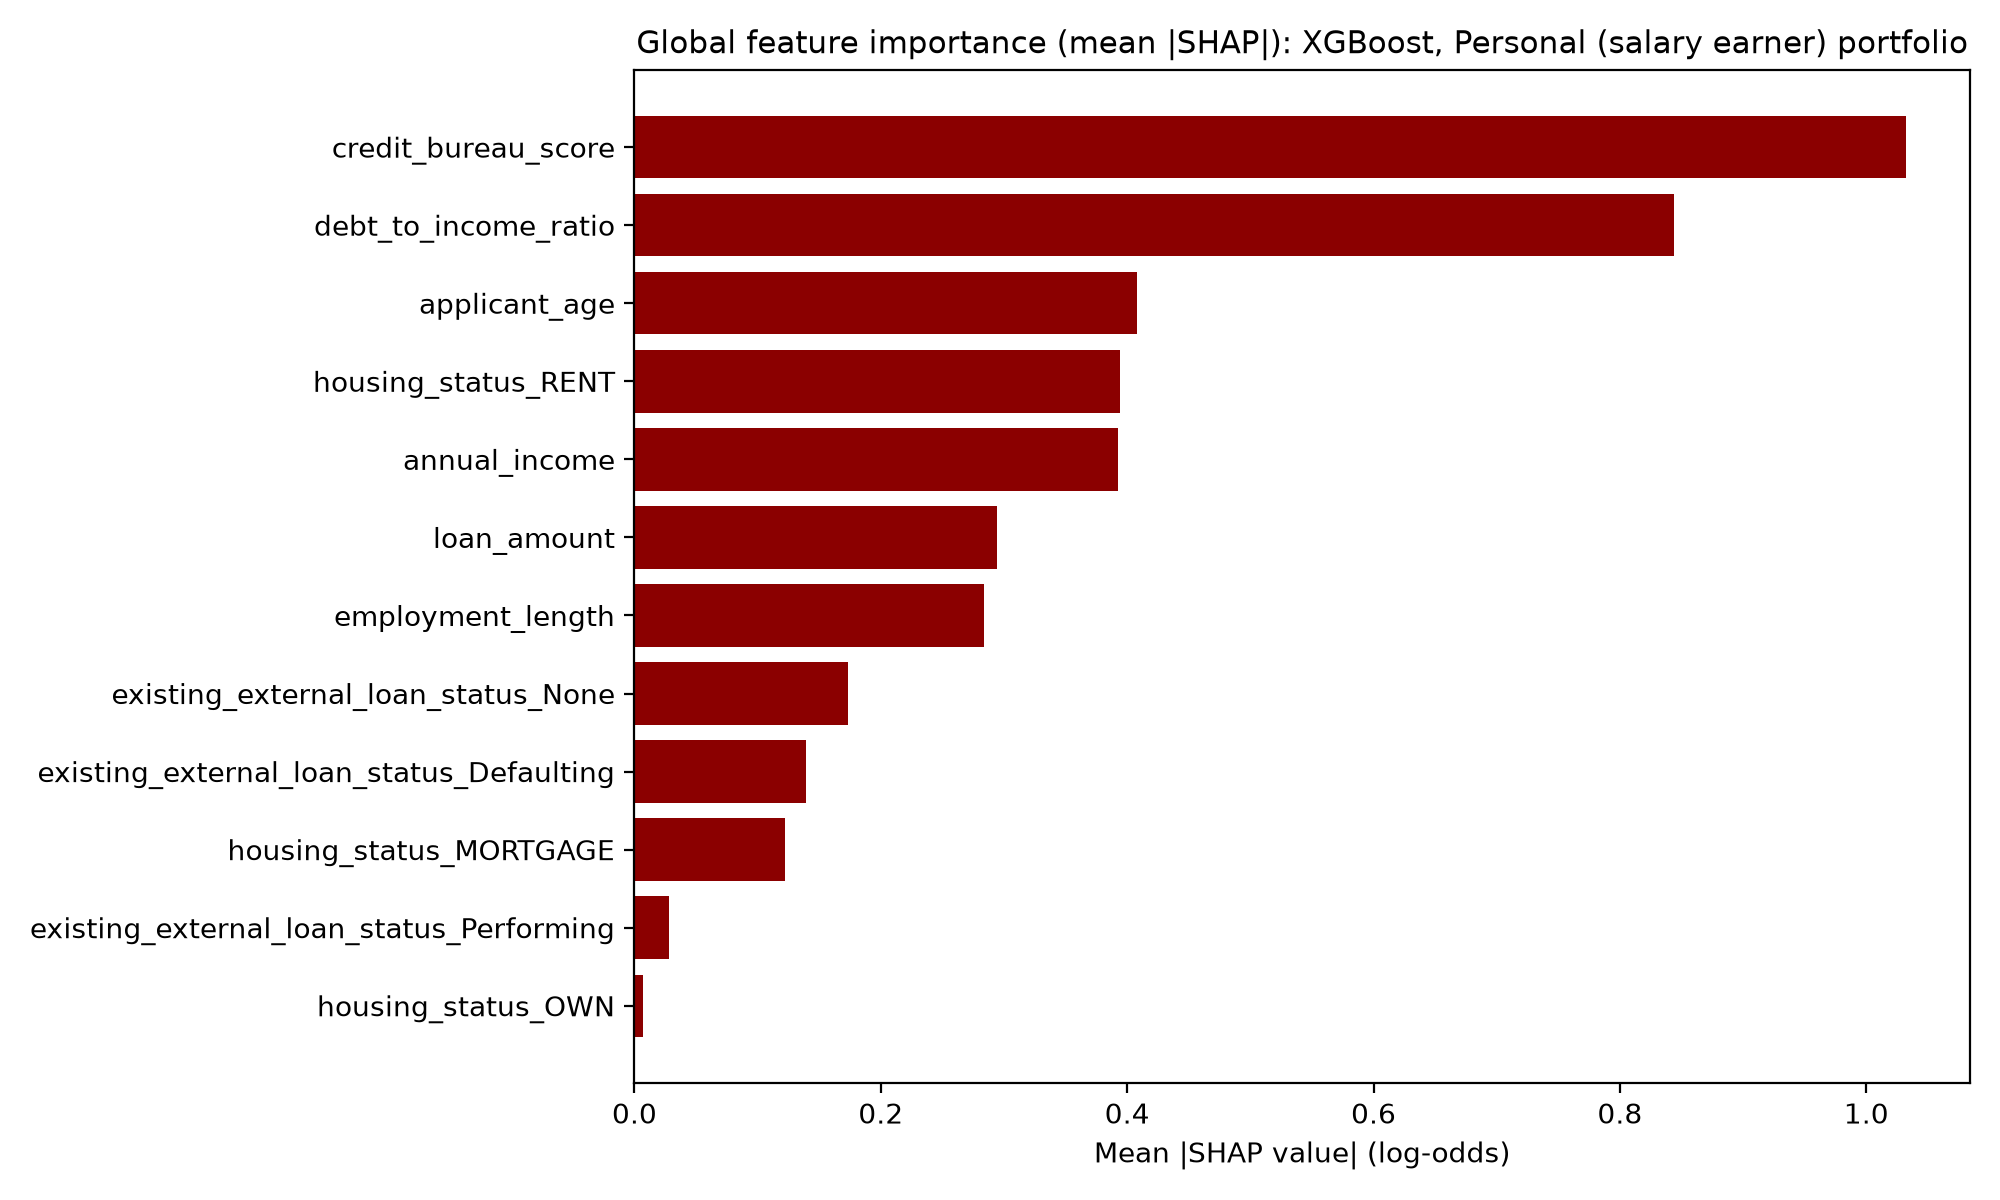 Global feature importance (mean |SHAP|): XGBoost, Personal (salary earner) portfolio
credit_bureau_score
debt_to_income_ratio
applicant_age
housing_status_RENT
annual_income
loan_amount
employment_length
existing_external_loan_status_None
existing_external_loan_status_Defaulting
housing_status_MORTGAGE
existing_external_loan_status_Performing
housing_status_OWN
0.0 0.2 0.4 0.6 0.8 1.0
Mean |SHAP value| (log-odds)